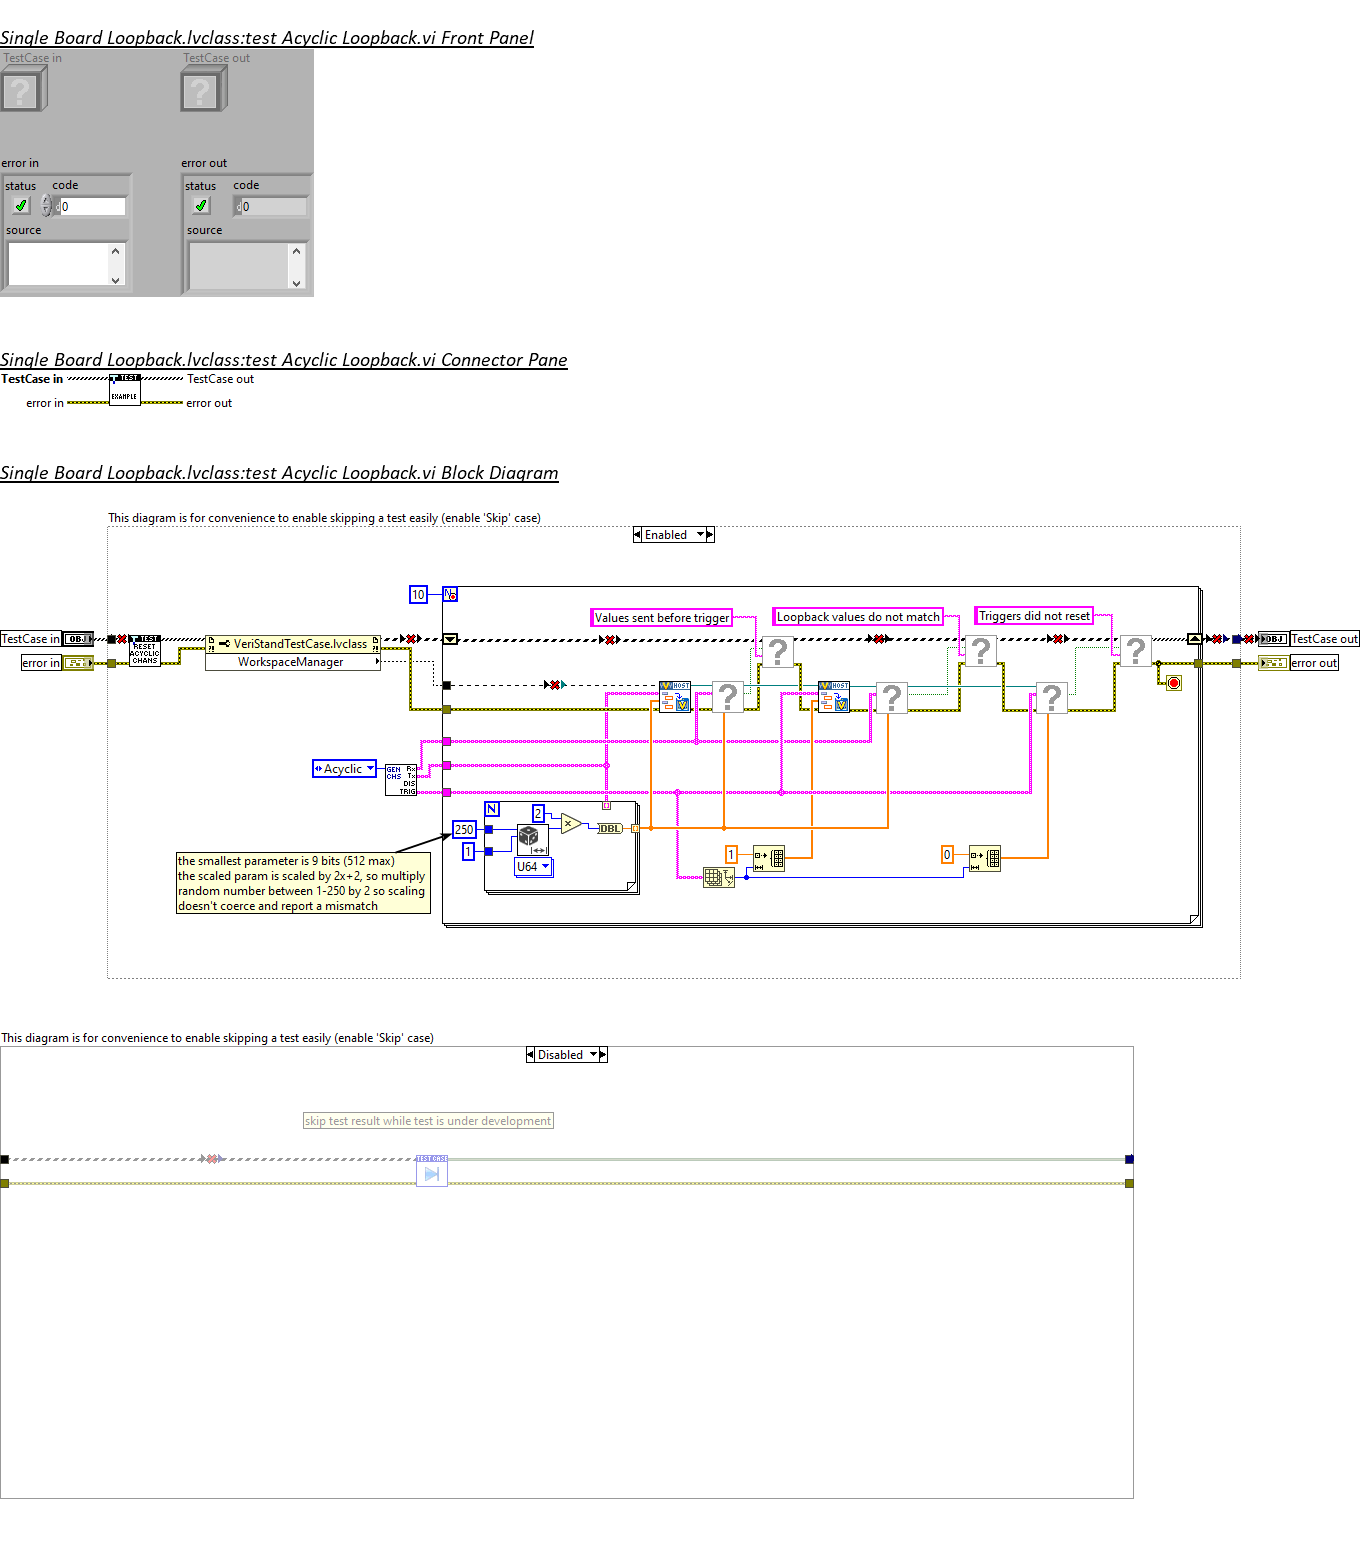 Single Board Loopback.lvclass:test Acyclic Loopback.vi Front Panel
TestCase in
TestCase out
?
?
error in
error out
status
code
status
code
0
0
source
source
Single Board Loopback.lvclass:test Acyclic Loopback.vi Connector Pane
TestCase in
TEST
EXAMPLE
TestCase out
error in
error out
Single Board Loopback.lvclass:test Acyclic Loopback.vi Block Diagram
This diagram is for convenience to enable skipping a test easily (enable 'Skip' case)
Enabled
10
N
Values sent before trigger
Loopback values do not match
Triggers did not reset
TestCase in
OBJ
TEST
RESET
ACYCLIC
CHANS
VeriStandTestCase.lvclass
WorkspaceManager
error in
OBJ
TestCase out
error out
?
?
?
HOST
?
HOST
?
?
Acyclic
GEN Rx
CHS Tx
DIS
TRIG
N
2
250
1
x
DBL
U64
1
0
the smallest parameter is 9 bits (512 max)
the scaled param is scaled by 2x+2, so multiply
random number between 1-250 by 2 so scaling
doesn't coerce and report a mismatch
This diagram is for convenience to enable skipping a test easily (enable 'Skip' case)
Disabled
skip test result while test is under development